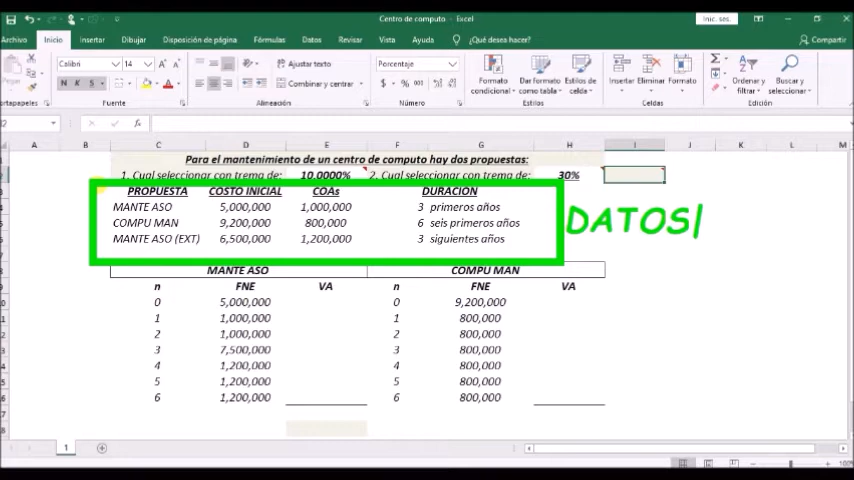 Centro de computo - Excel
Inic. ses.
Archivo Inicio Insertar Dibujar Disposición de página Fórmulas Datos Revisar Vista Ayuda ¿Qué desea hacer? Compartir
Calibri 14 Ajustar texto Porcentaje
N K S Combinar y centrar $ % 000
Formato condicional Dar formato como tabla Estilos de celda Insertar Eliminar Formato Ordenar y filtrar Buscar y seleccionar
Portapapeles Fuente Alineación Número Estilos Celdas Edición
fx
A B C D E F G H I J K L M
Para el mantenimiento de un centro de computo hay dos propuestas:
1. Cual seleccionar con trema de: 10.0000% 2. Cual seleccionar con trema de: 30%
PROPUESTA COSTO INICIAL COAs DURACION
MANTE ASO 5,000,000 1,000,000 3 primeros años
COMPU MAN 9,200,000 800,000 6 seis periodos años
MANTE ASO (EXT) 6,500,000 1,200,000 3 siguientes años
DATOS
MANTE ASO COMPU MAN
n FNE VA n FNE VA
0 5,000,000 0 9,200,000
1 1,000,000 1 800,000
2 1,000,000 2 800,000
3 7,500,000 3 800,000
4 1,200,000 4 800,000
5 1,200,000 5 800,000
6 1,200,000 6 800,000
1
100%